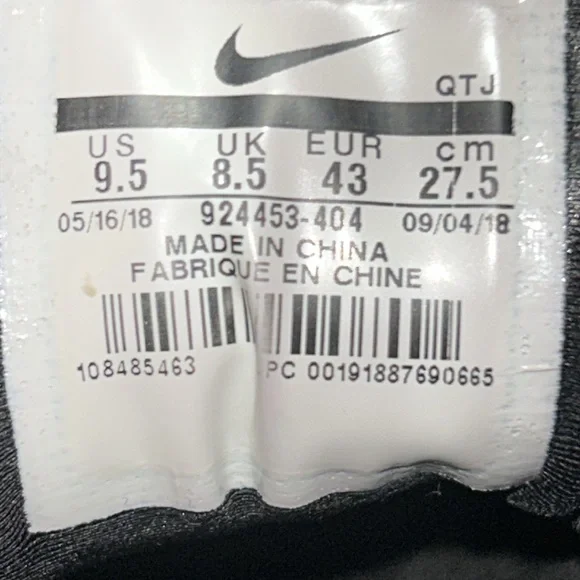 QTJ
US UK EUR cm
9.5 8.5 43 27.5
05/16/18 924453-404 09/04/18
MADE IN CHINA
FABRIQUE EN CHINE
108485463 PC 00191887690665